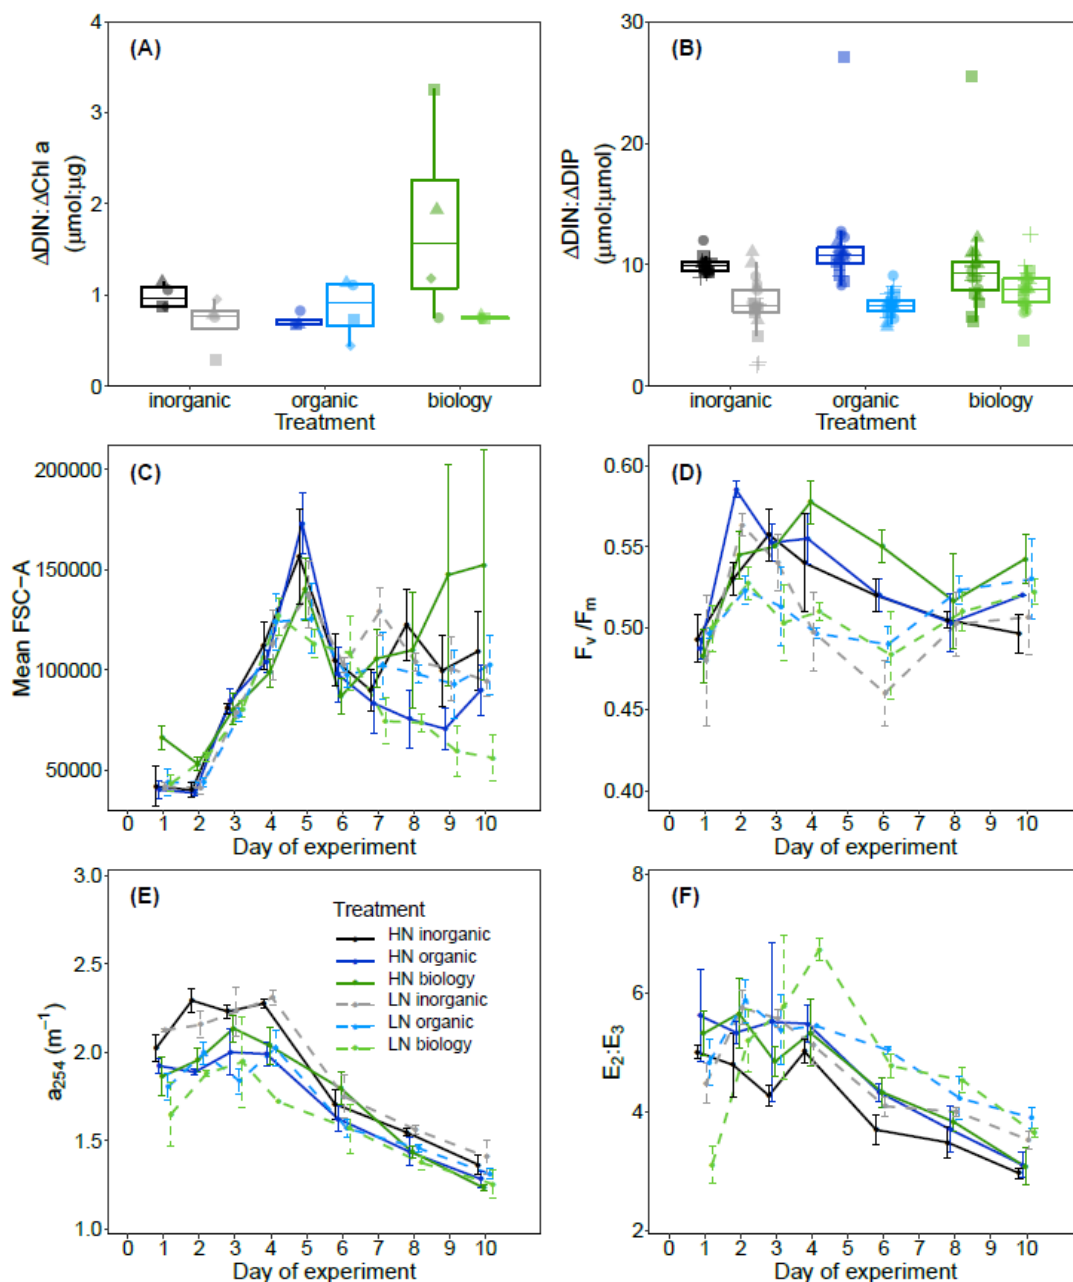 (A)
ΔDIN:ΔChl a
(μmol:μg)
4
3
2
1
0
inorganic organic biology
Treatment
(B)
ΔDIN:ΔDIP
(μmol:μmol)
30
20
10
0
inorganic organic biology
Treatment
(C)
Mean FSC−A
200000
150000
100000
50000
0 1 2 3 4 5 6 7 8 9 10
Day of experiment
(D)
Fv /Fm
0.60
0.55
0.50
0.45
0.40
0 1 2 3 4 5 6 7 8 9 10
Day of experiment
(E)
a254 (m−1)
3.0
2.5
2.0
1.5
1.0
Treatment
HN inorganic
HN organic
HN biology
LN inorganic
LN organic
LN biology
0 1 2 3 4 5 6 7 8 9 10
Day of experiment
(F)
E2:E3
8
6
4
2
0 1 2 3 4 5 6 7 8 9 10
Day of experiment